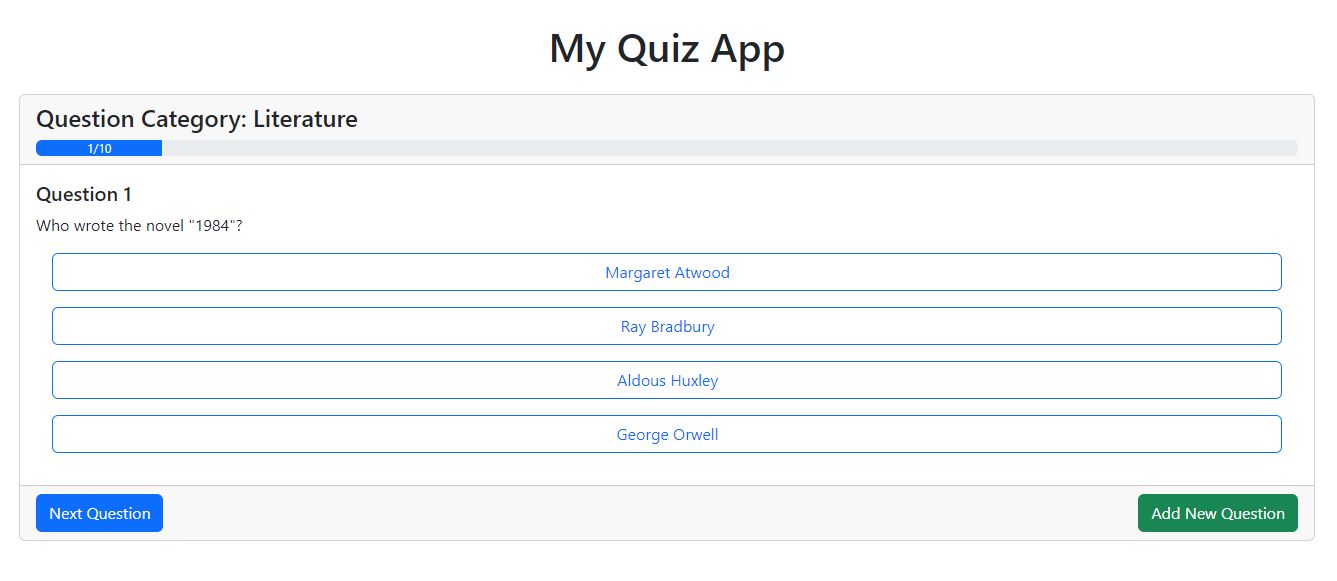 My Quiz App
Question Category: Literature
1/10
Question 1
Who wrote the novel "1984"?
Margaret Atwood
Ray Bradbury
Aldous Huxley
George Orwell
Next Question
Add New Question